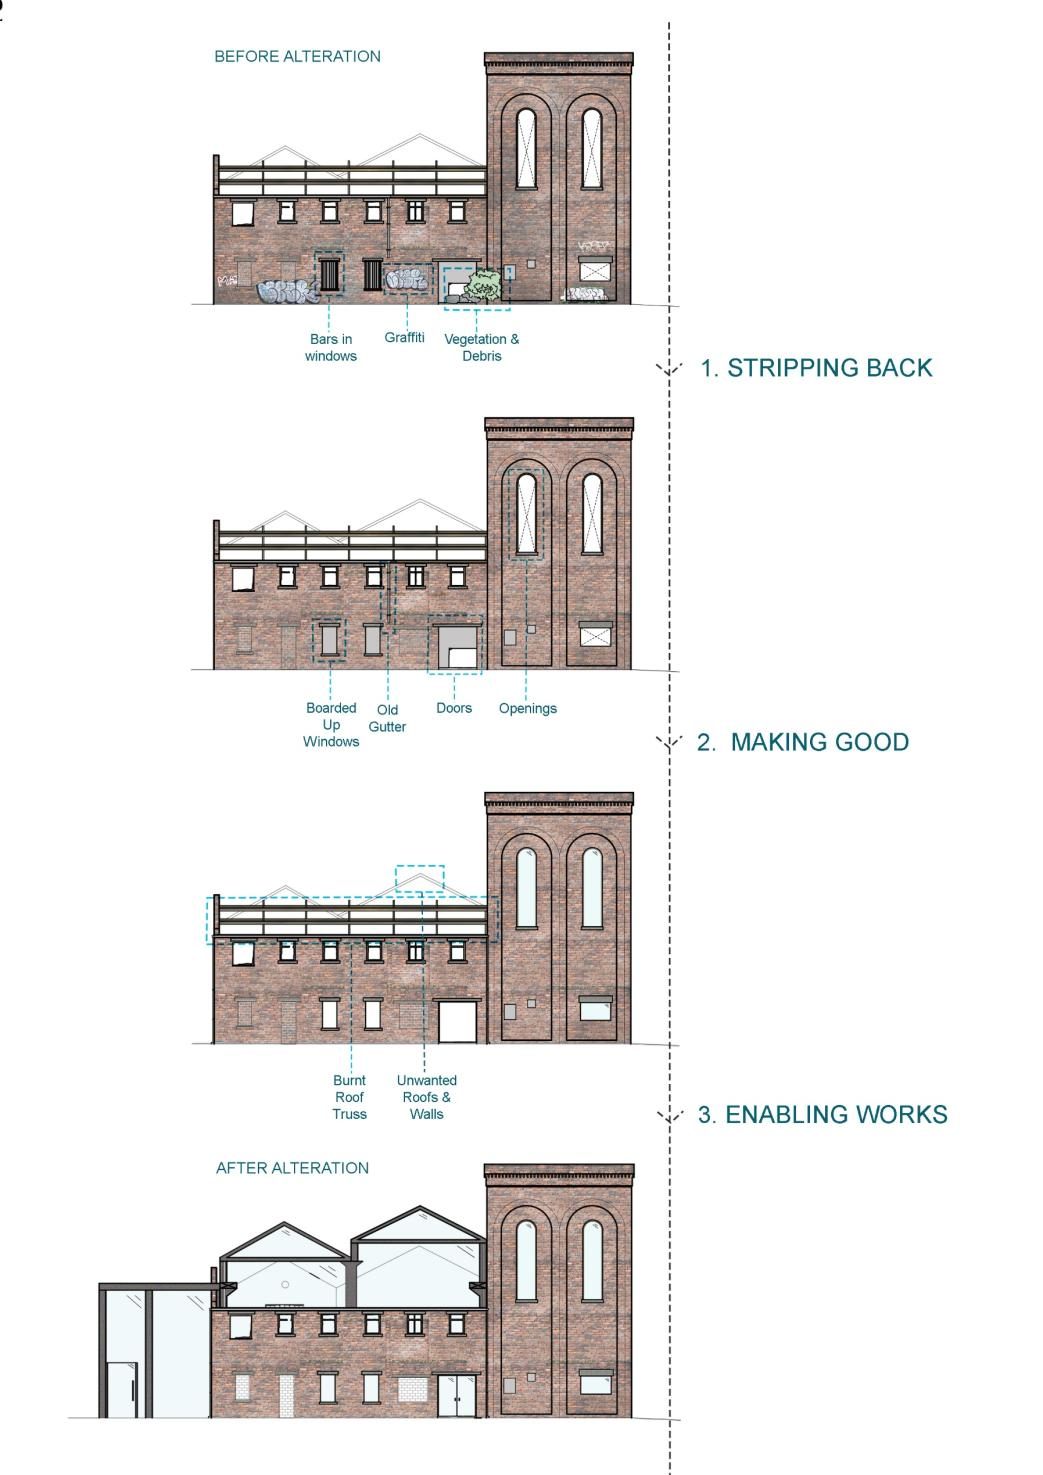 BEFORE ALTERATION
Bars in
windows
Graffiti
Vegetation &
Debris
1. STRIPPING BACK
Boarded
Up
Windows
Old
Gutter
Doors
Openings
2. MAKING GOOD
Burnt
Roof
Truss
Unwanted
Roofs &
Walls
3. ENABLING WORKS
AFTER ALTERATION